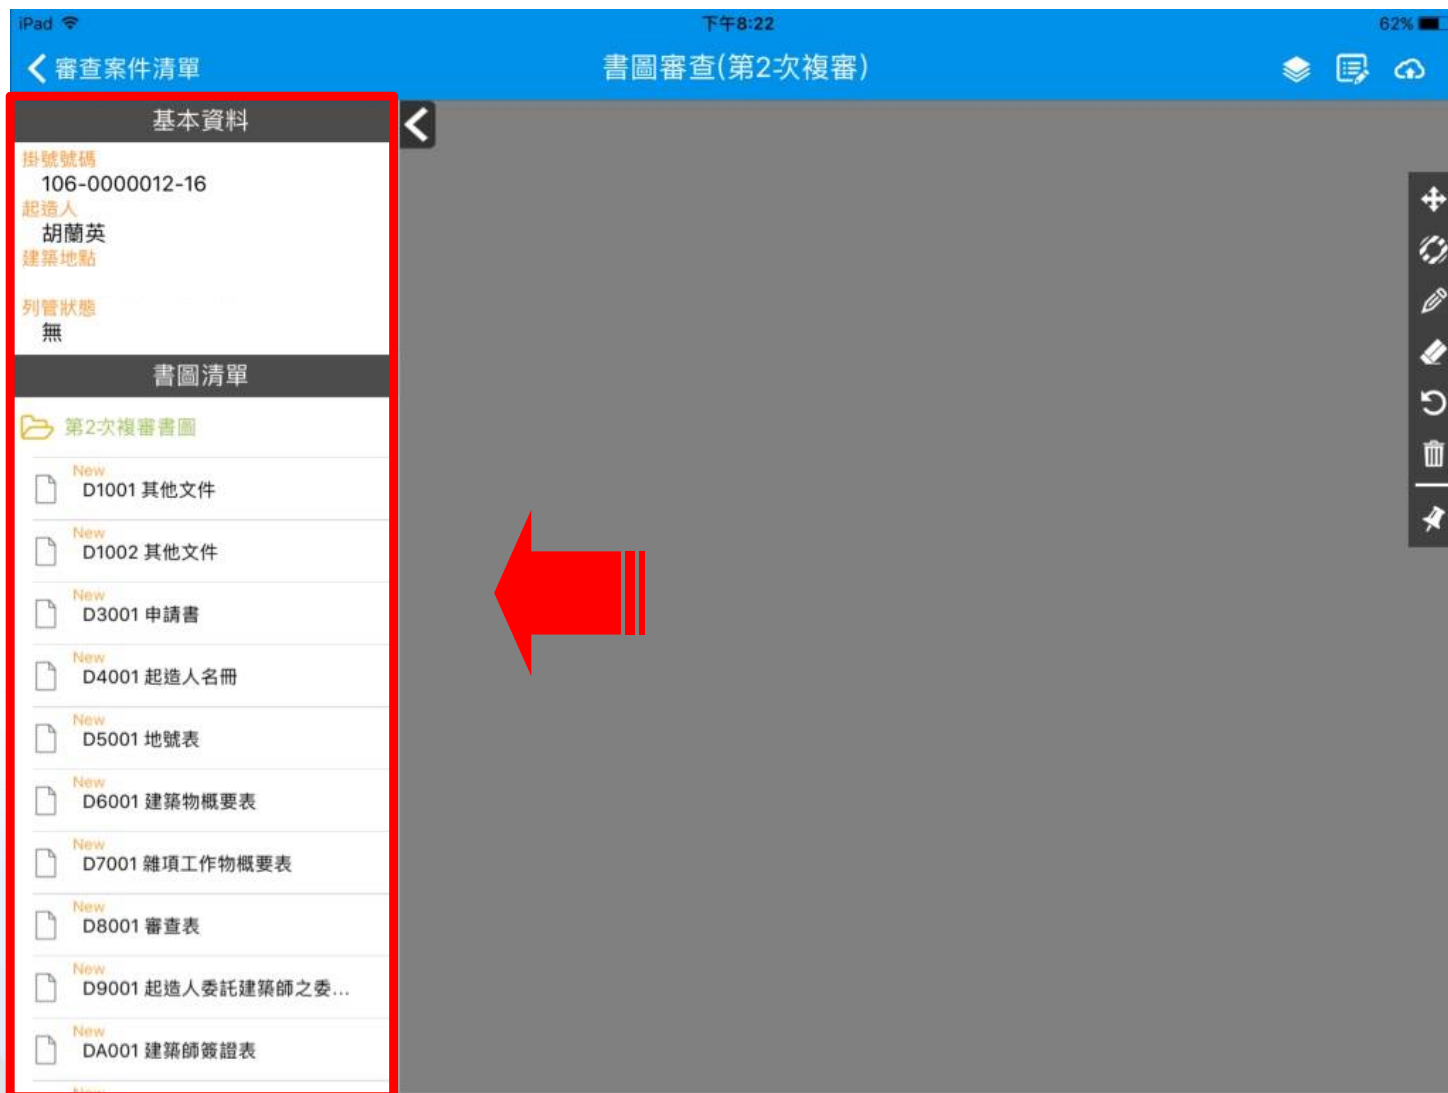 iPad 下午8:22 62%
審查案件清單 書圖審查(第2次複審)
基本資料
掛號號碼
106-0000012-16
起造人
胡蘭英
建築地點
列管狀態
無
書圖清單
第2次複審書圖
New
D1001 其他文件
New
D1002 其他文件
New
D3001 申請書
New
D4001 起造人名冊
New
D5001 地號表
New
D6001 建築物概要表
New
D7001 雜項工作物概要表
New
D8001 審查表
New
D9001 起造人委託建築師之委...
New
DA001 建築師簽證表